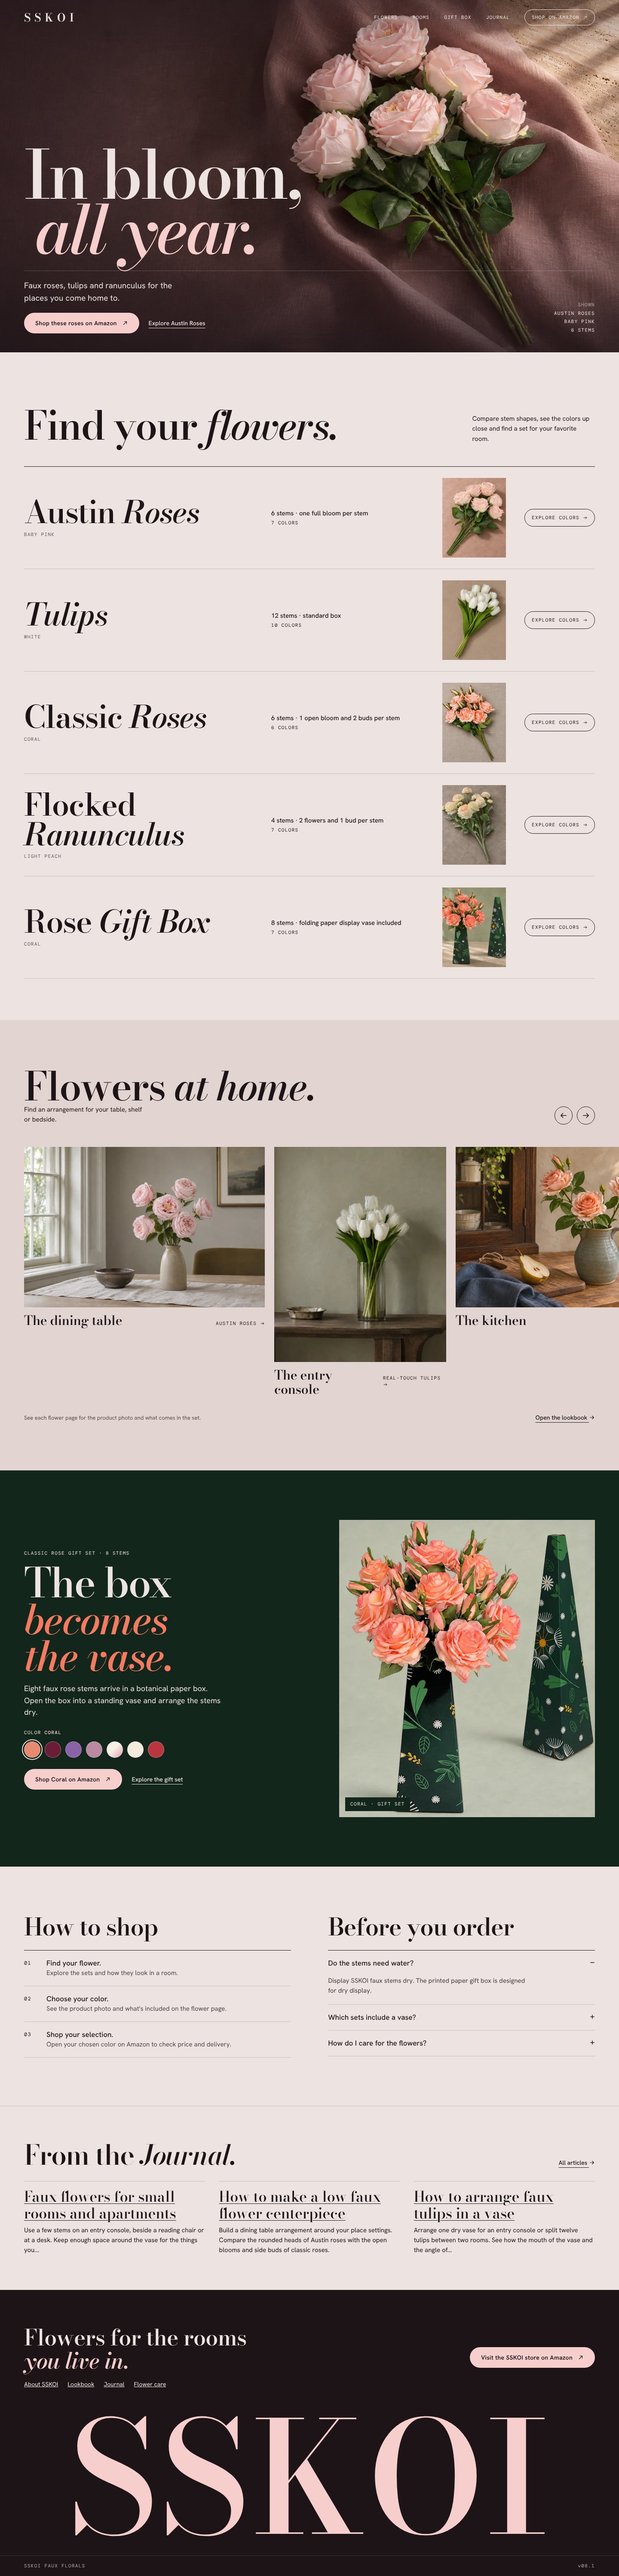 SSKOI
FLOWERS ROOMS GIFT BOX JOURNAL SHOP ON AMAZON ↗
In bloom,
all year.
Faux roses, tulips and ranunculus for the
places you come home to.
Shop these roses on Amazon ↗ Explore Austin Roses
SHOWN
AUSTIN ROSES
BABY PINK
6 STEMS
Find your flowers.
Compare stem shapes, see the colors up
close and find a set for your favorite
room.
Austin Roses
BABY PINK
6 stems · one full bloom per stem
7 COLORS
EXPLORE COLORS →
Tulips
WHITE
12 stems · standard box
10 COLORS
EXPLORE COLORS →
Classic Roses
CORAL
6 stems · 1 open bloom and 2 buds per stem
6 COLORS
EXPLORE COLORS →
Flocked
Ranunculus
LIGHT PEACH
4 stems · 2 flowers and 1 bud per stem
7 COLORS
EXPLORE COLORS →
Rose Gift Box
CORAL
8 stems · folding paper display vase included
7 COLORS
EXPLORE COLORS →
Flowers at home.
Find an arrangement for your table, shelf
or bedside.
← →
The dining table
AUSTIN ROSES →
The entry
console
REAL-TOUCH TULIPS
→
The kitchen
See each flower page for the product photo and what comes in the set.
Open the lookbook →
CLASSIC ROSE GIFT SET · 8 STEMS
The box
becomes
the vase.
Eight faux rose stems arrive in a botanical paper box.
Open the box into a standing vase and arrange the stems
dry.
COLOR CORAL
Shop Coral on Amazon ↗ Explore the gift set
CORAL · GIFT SET
How to shop
01 Find your flower.
Explore the sets and how they look in a room.
02 Choose your color.
See the product photo and what's included on the flower page.
03 Shop your selection.
Open your chosen color on Amazon to check price and delivery.
Before you order
Do the stems need water? −
Display SSKOI faux stems dry. The printed paper gift box is designed
for dry display.
Which sets include a vase? +
How do I care for the flowers? +
From the Journal.
All articles →
Faux flowers for small
rooms and apartments
Use a few stems on an entry console, beside a reading chair or
at a desk. Keep enough space around the vase for the things
you…
How to make a low faux
flower centerpiece
Build a dining table arrangement around your place settings.
Compare the rounded heads of Austin roses with the open
blooms and side buds of classic roses.
How to arrange faux
tulips in a vase
Arrange one dry vase for an entry console or split twelve
tulips between two rooms. See how the mouth of the vase and
the angle of…
Flowers for the rooms
you live in.
Visit the SSKOI store on Amazon ↗
About SSKOI Lookbook Journal Flower care
SSKOI
SSKOI FAUX FLORALS
v08.1